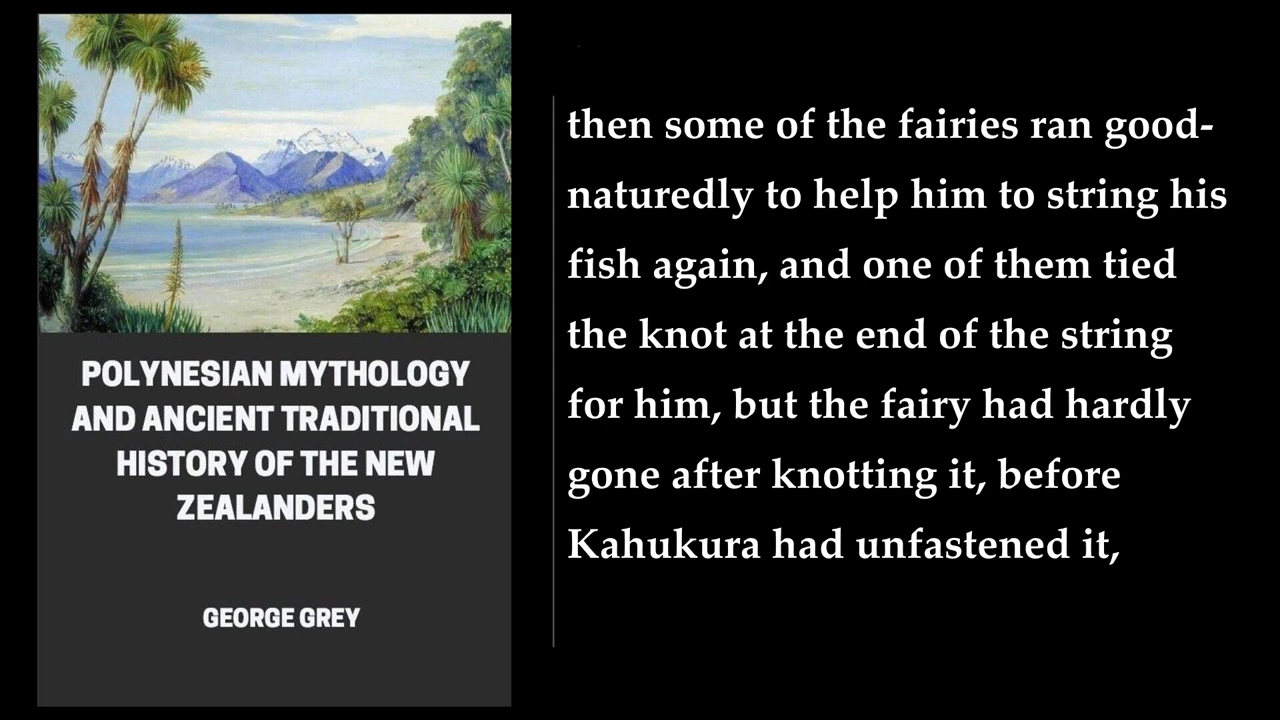 POLYNESIAN MYTHOLOGY
AND ANCIENT TRADITIONAL
HISTORY OF THE NEW
ZEALANDERS
GEORGE GREY
then some of the fairies ran good-
naturedly to help him to string his
fish again, and one of them tied
the knot at the end of the string
for him, but the fairy had hardly
gone after knotting it, before
Kahukura had unfastened it,